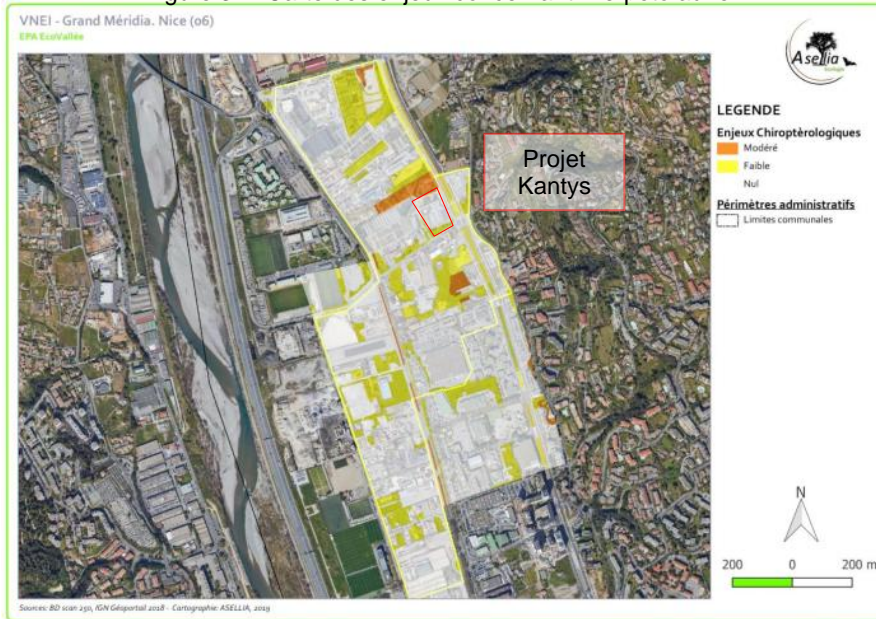 VNEI - Grand Méridia. Nice (06)
EPA EcoVallée
Asellia
Projet
Kantys
LEGENDE
Enjeux Chiroptèrologiques
Modéré
Faible
Nul
Périmètres administratifs
Limites communales
N
200 0 200 m
Sources: BD scan 250, IGN Géoportail 2018 - Cartographie: ASELLIA, 2019